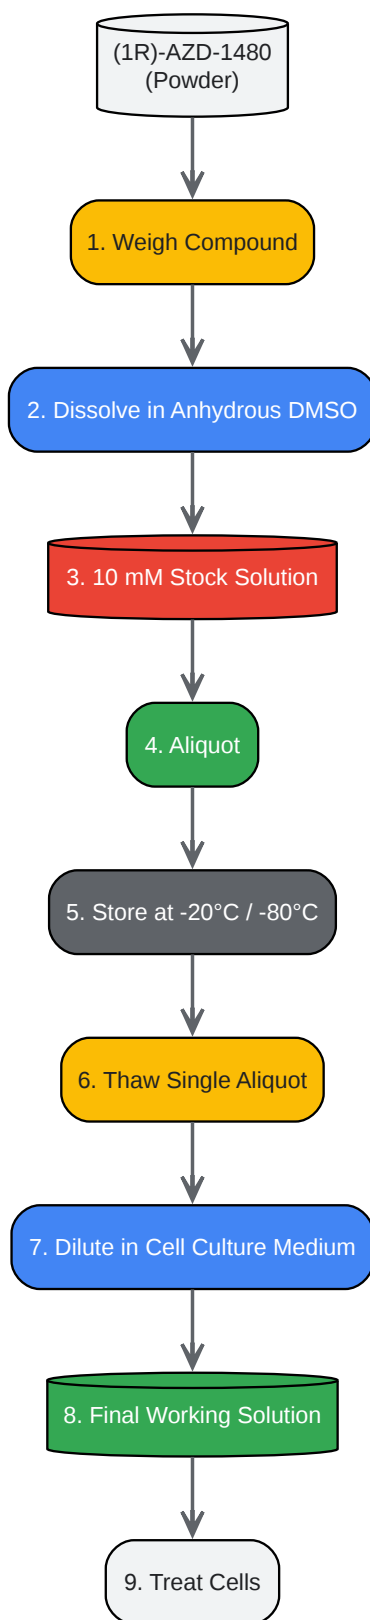 (1R)-AZD-1480
(Powder)
1. Weigh Compound
2. Dissolve in Anhydrous DMSO
3. 10 mM Stock Solution
4. Aliquot
5. Store at -20°C / -80°C
6. Thaw Single Aliquot
7. Dilute in Cell Culture Medium
8. Final Working Solution
9. Treat Cells